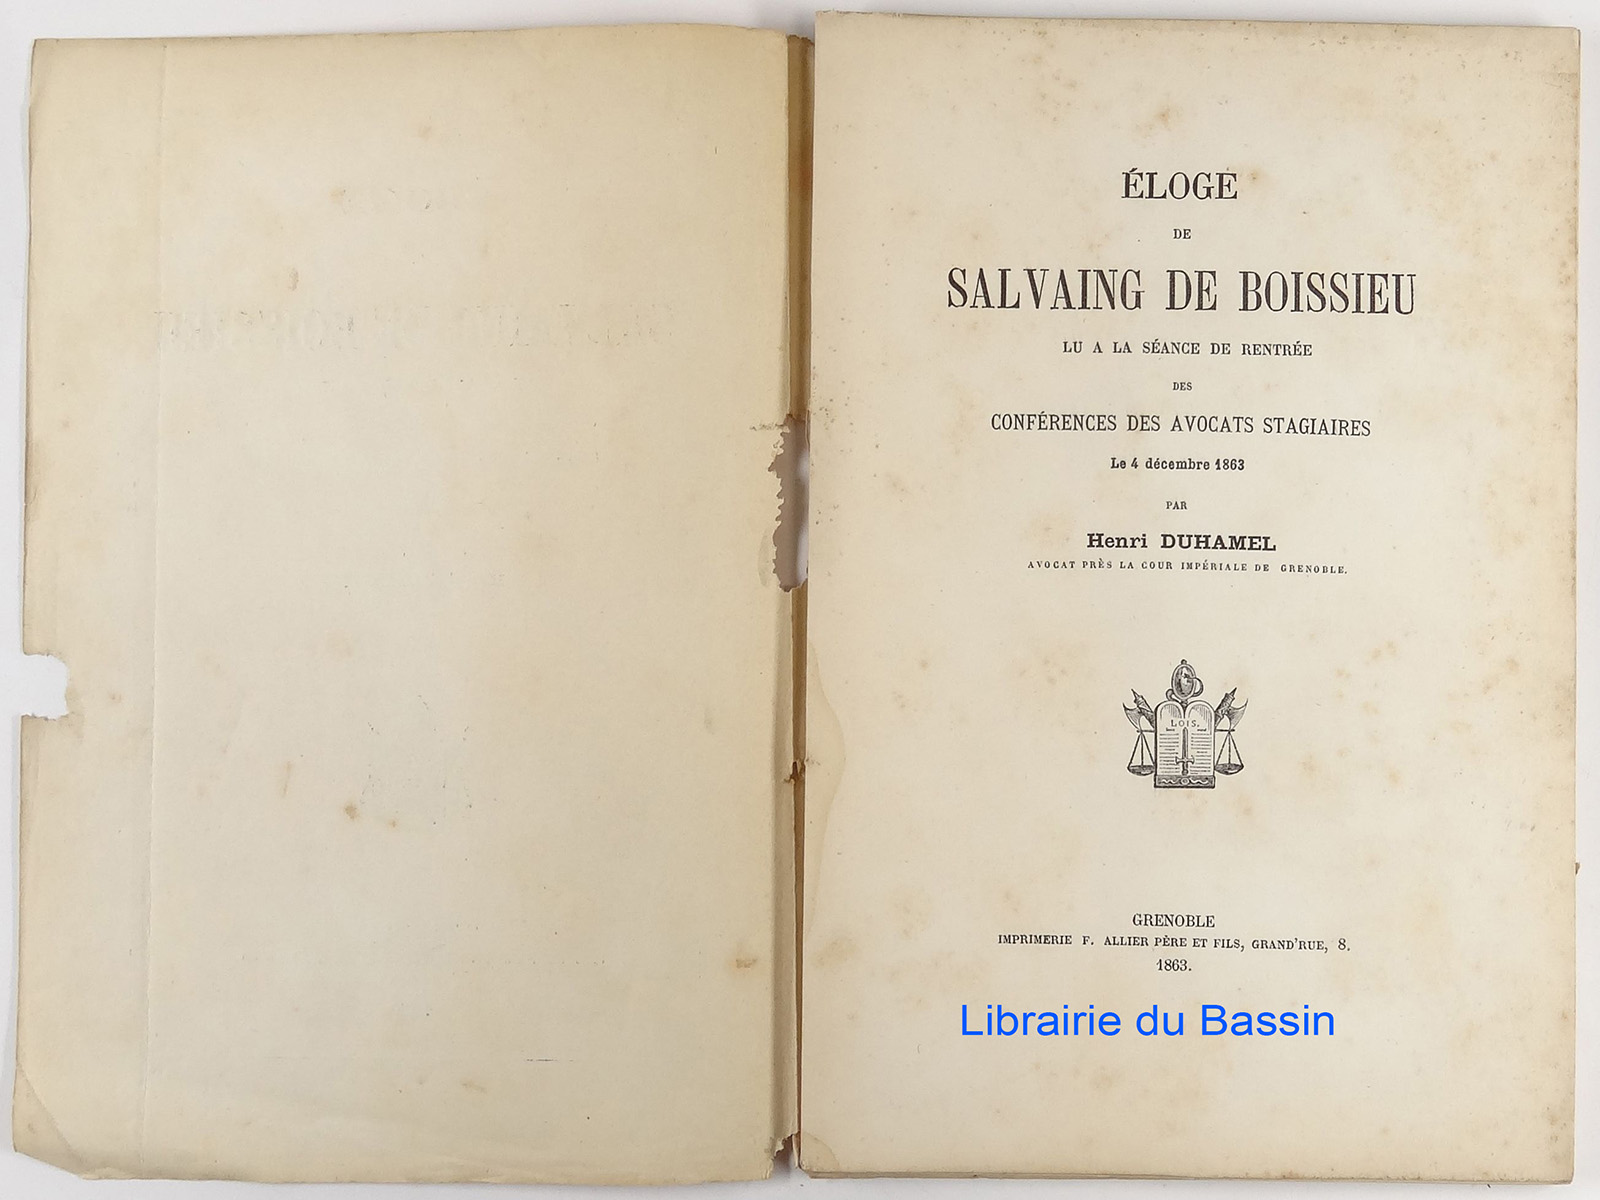 ÉLOGE
DE
SALVAING DE BOISSIEU
LU A LA SÉANCE DE RENTRÉE
DES
CONFÉRENCES DES AVOCATS STAGIAIRES
Le 4 décembre 1863
PAR
Henri DUHAMEL
AVOCAT PRÈS LA COUR IMPÉRIALE DE GRENOBLE.
LOIS.
GRENOBLE
IMPRIMERIE F. ALLIER PÈRE ET FILS, GRAND'RUE, 8.
1863.
Librairie du Bassin